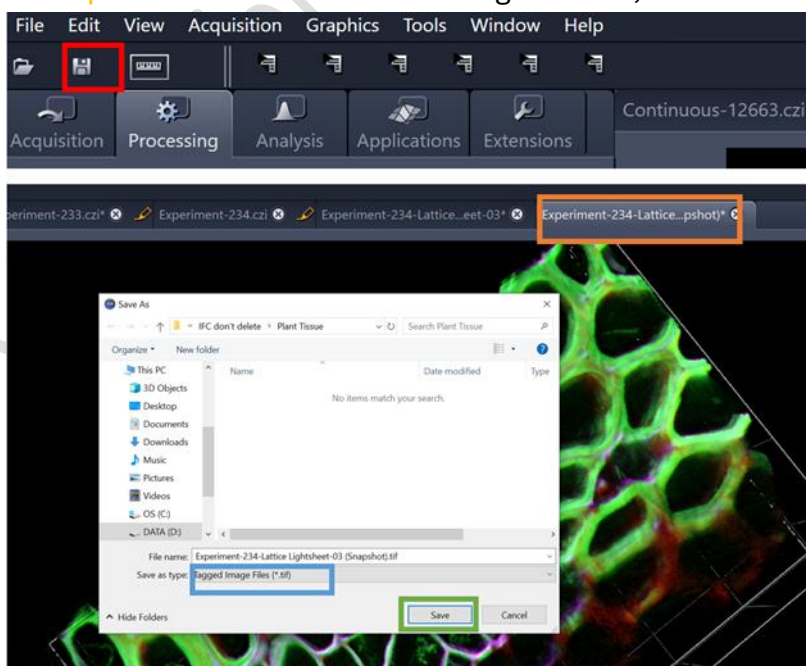 File Edit View Acquisition Graphics Tools Window Help
Acquisition Processing Analysis Applications Extensions Continuous-12663.czi
periment-233.czi* Experiment-234.czi Experiment-234-Lattice...eet-03* Experiment-234-Lattice...pshot)*
Save As
IFC don't delete Plant Tissue Search Plant Tissue
Organize New folder
This PC Name Date modified Type
3D Objects No items match your search.
Desktop
Documents
Downloads
Music
Pictures
Videos
OS (C:)
DATA (D:)
File name: Experiment-234-Lattice Lightsheet-03 (Snapshot).tif
Save as type: Tagged Image Files (*.tif)
Hide Folders Save Cancel